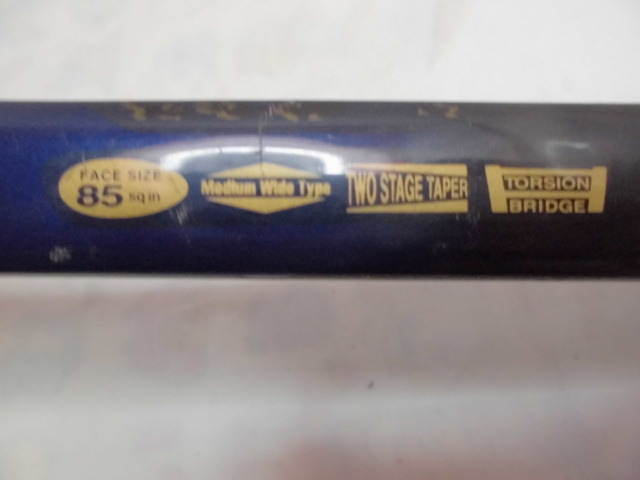 FACE SIZE
85 sq in
Medium Wide Type
TWO STAGE TAPER
TORSION
BRIDGE